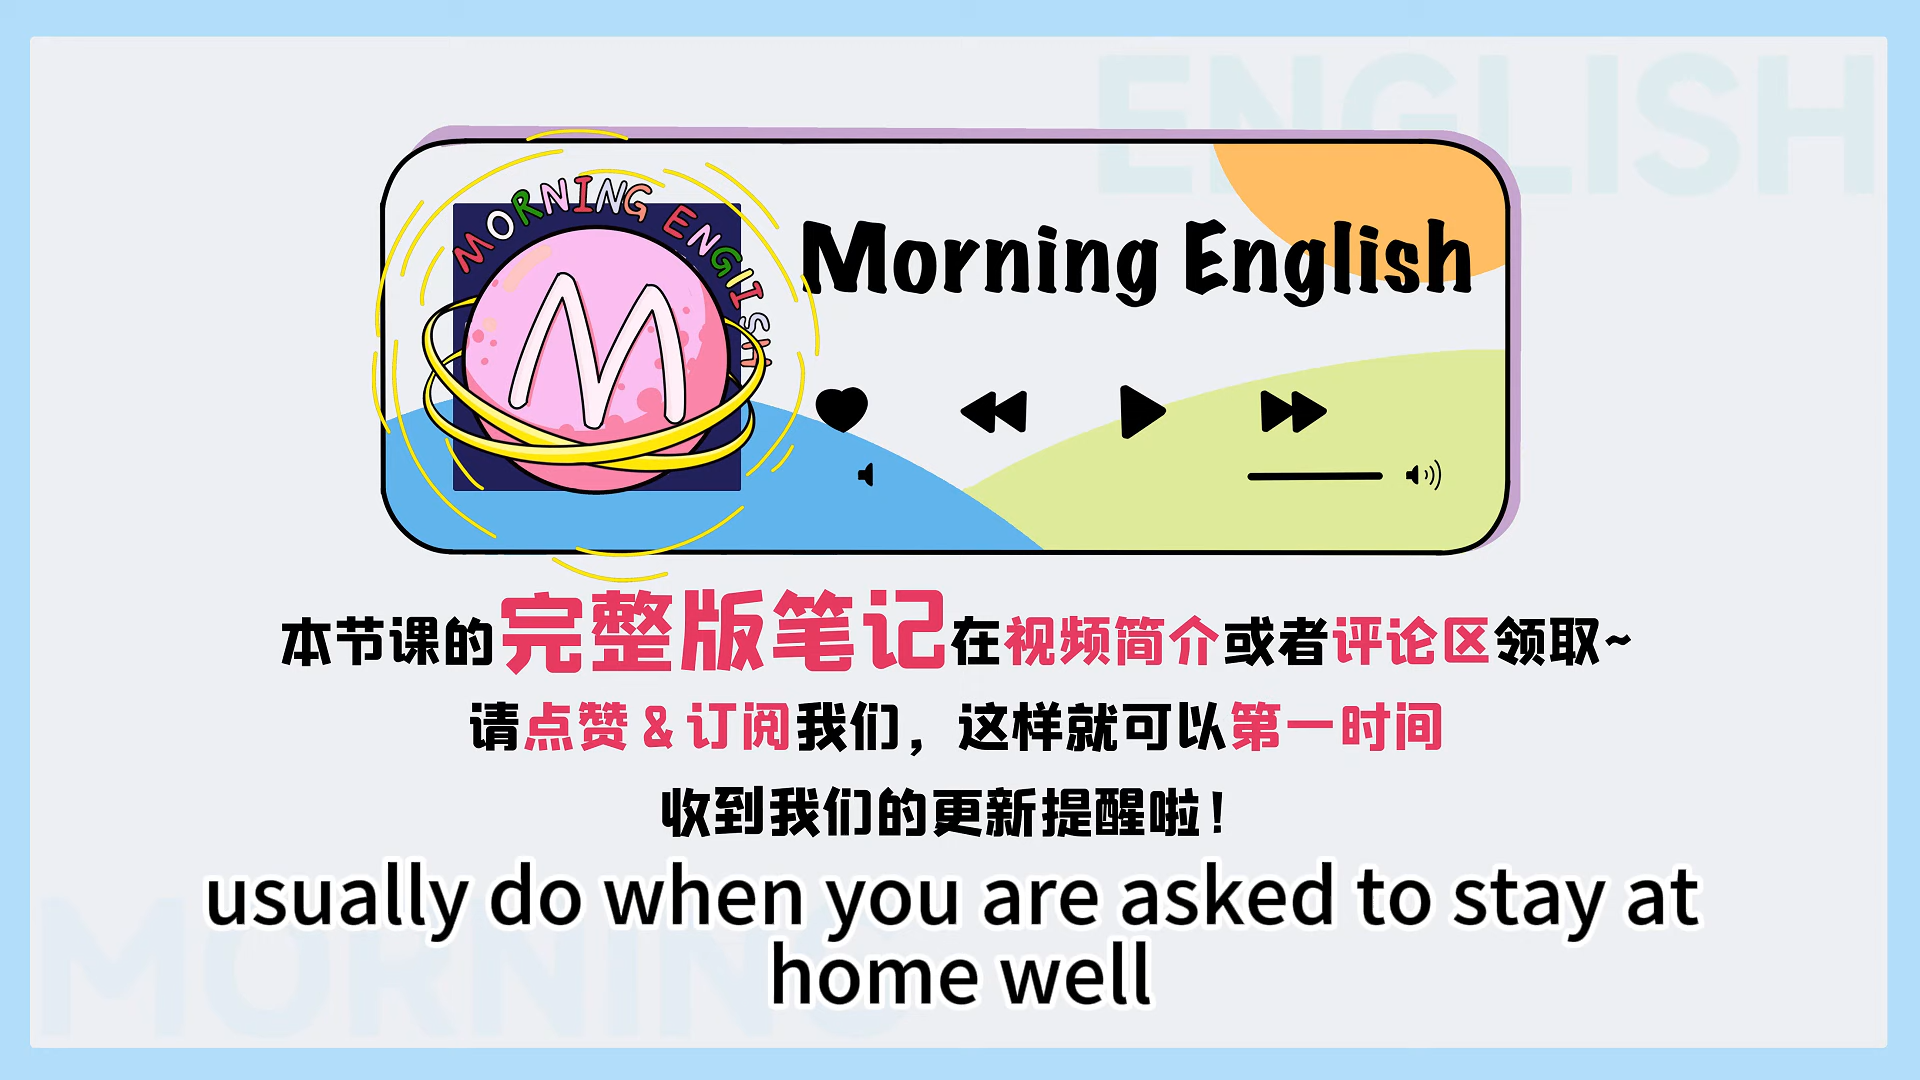 ENGLISH
MORNING ENGLISH
M
Morning English
本节课的完整版笔记在视频简介或者评论区领取~
请点赞&订阅我们，这样就可以第一时间
收到我们的更新提醒啦！
usually do when you are asked to stay at
home well
MORNING